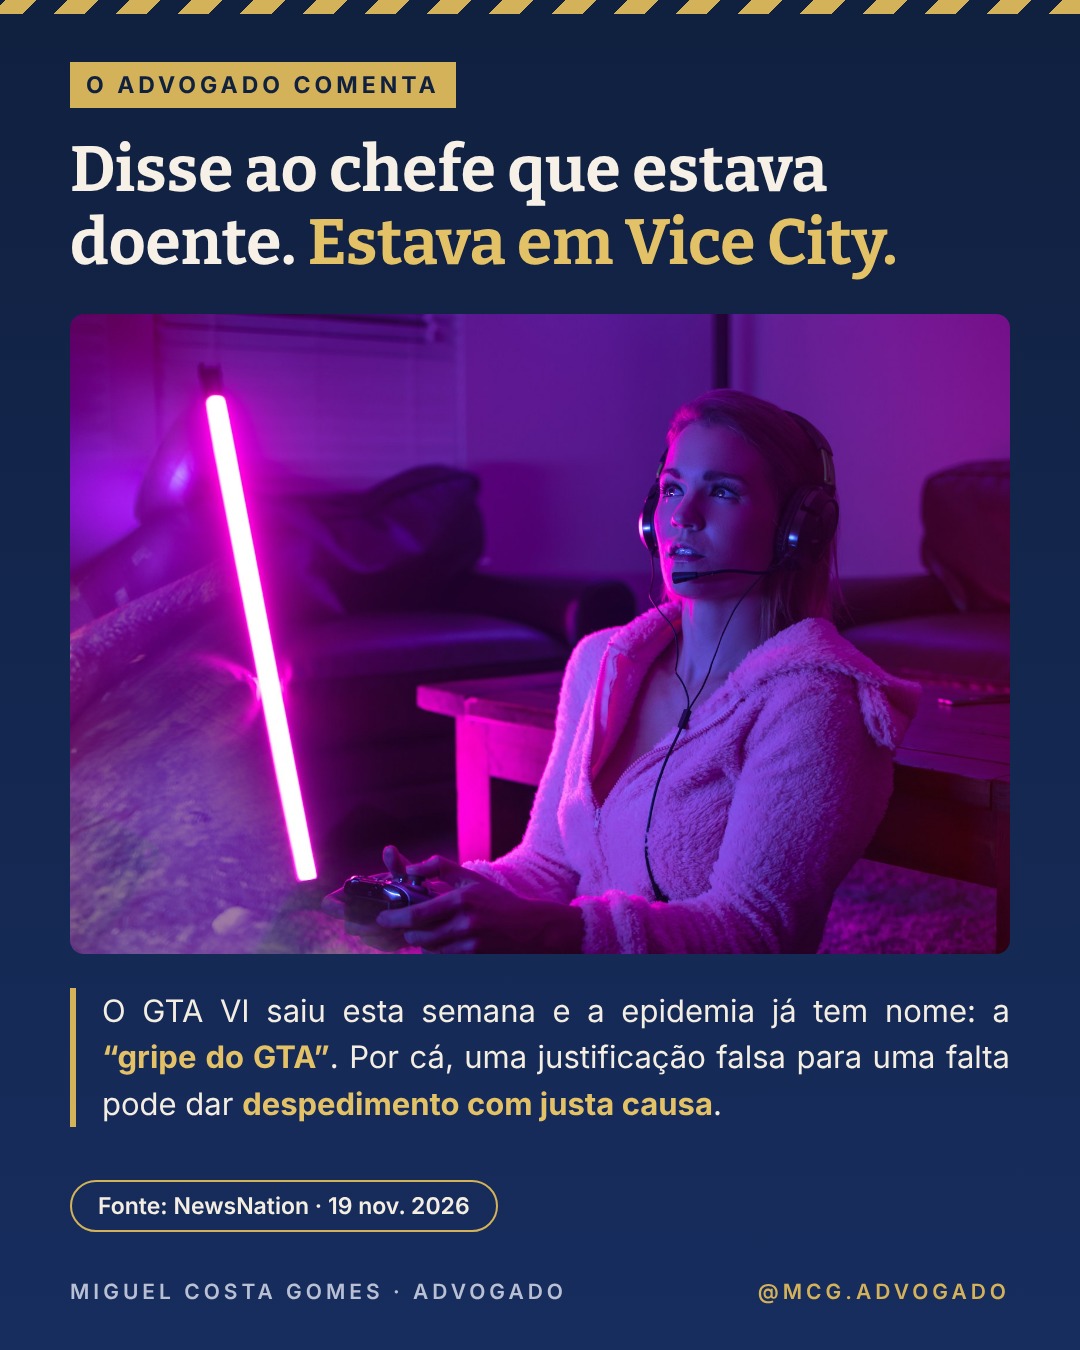 O ADVOGADO COMENTA
Disse ao chefe que estava
doente. Estava em Vice City.
O GTA VI saiu esta semana e a epidemia já tem nome: a
“gripe do GTA”. Por cá, uma justificação falsa para uma falta
pode dar despedimento com justa causa.
Fonte: NewsNation · 19 nov. 2026
MIGUEL COSTA GOMES · ADVOGADO
@MCG.ADVOGADO